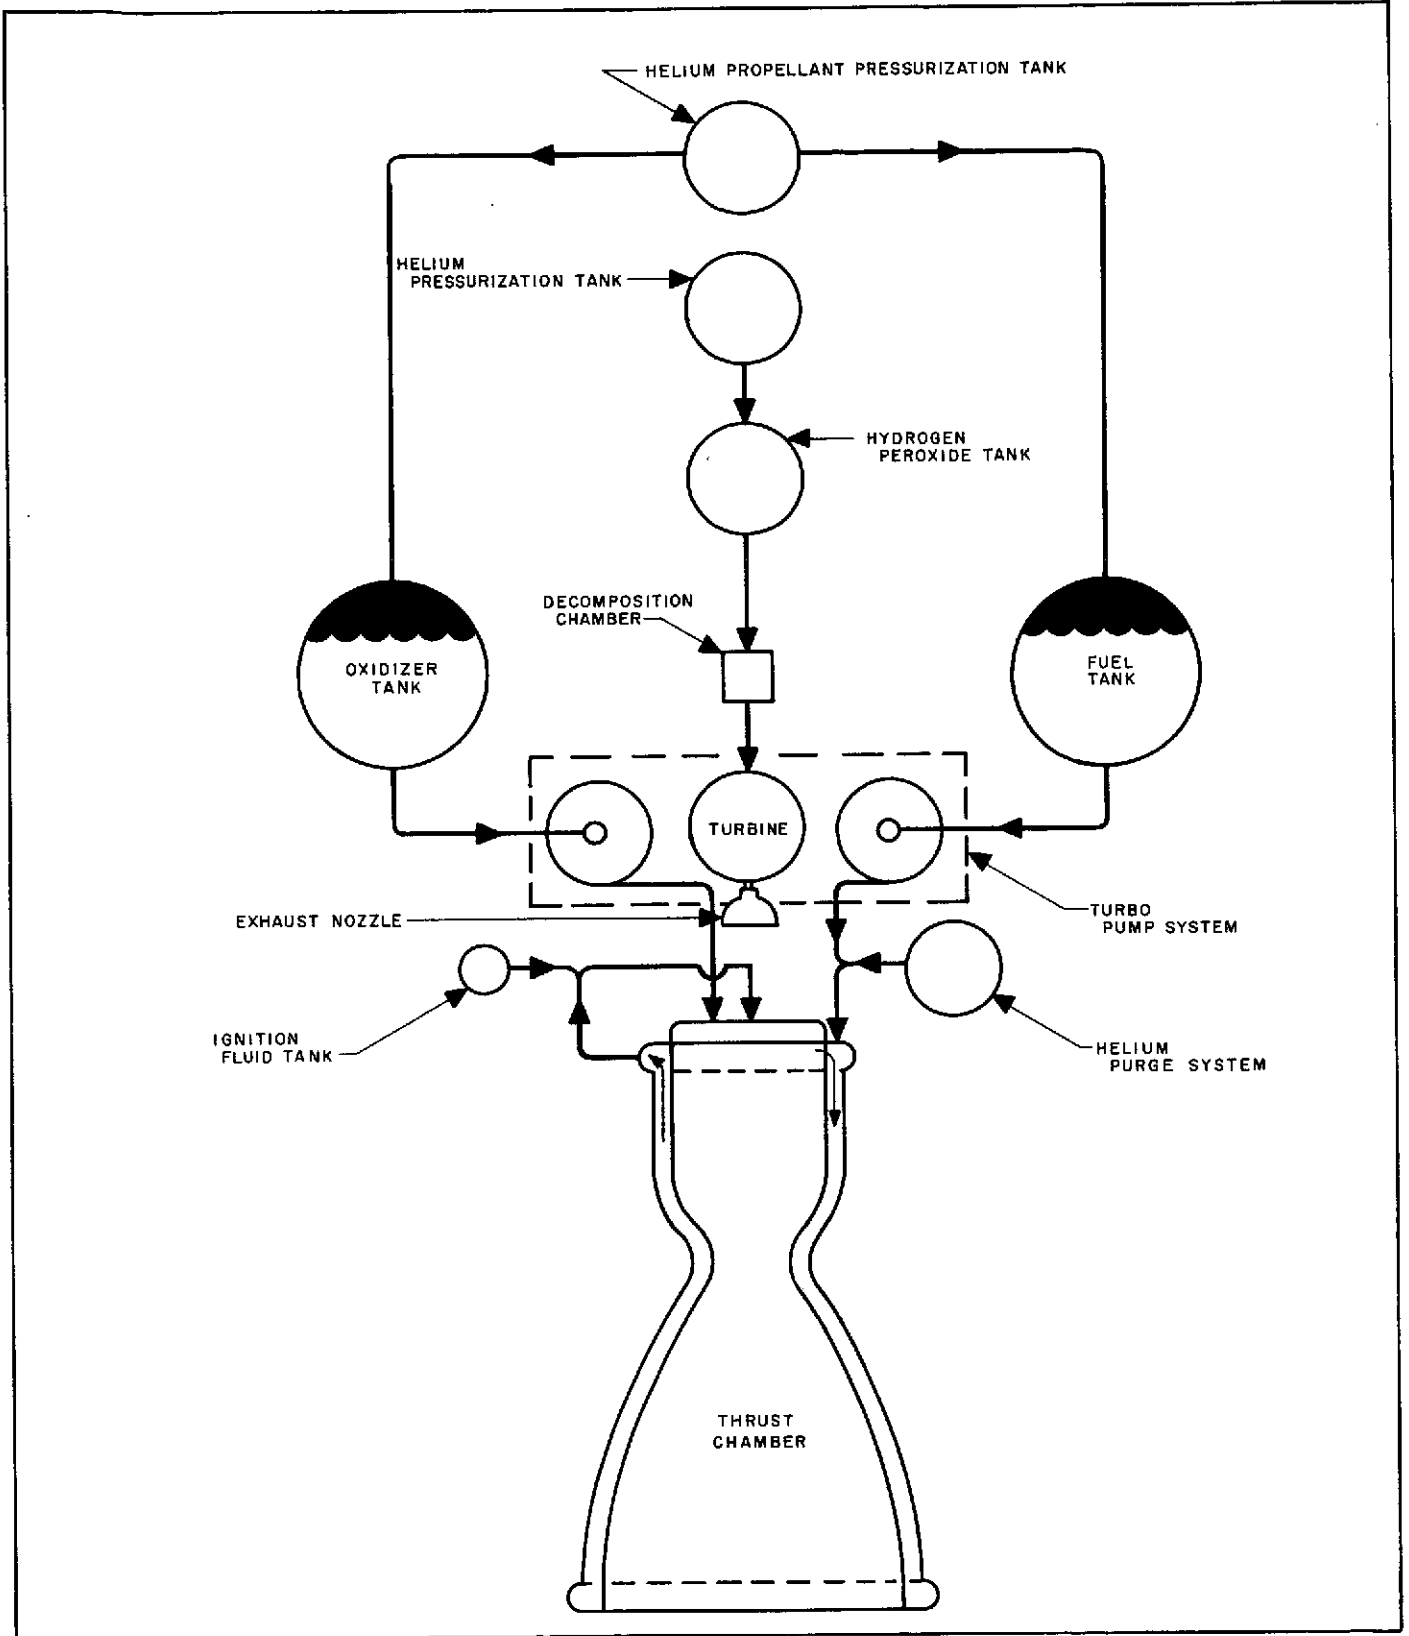 HELIUM PROPELLANT PRESSURIZATION TANK
HELIUM
PRESSURIZATION TANK
HYDROGEN
PEROXIDE TANK
DECOMPOSITION
CHAMBER
OXIDIZER
TANK
FUEL
TANK
TURBINE
EXHAUST NOZZLE
TURBO
PUMP SYSTEM
IGNITION
FLUID TANK
HELIUM
PURGE SYSTEM
THRUST
CHAMBER